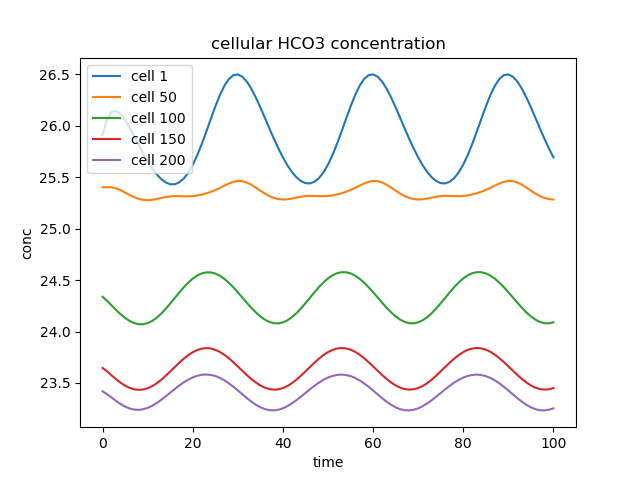 cellular HCO3 concentration
cell 1
cell 50
cell 100
cell 150
cell 200
26.5
26.0
25.5
25.0
24.5
24.0
23.5
conc
0 20 40 60 80 100
time